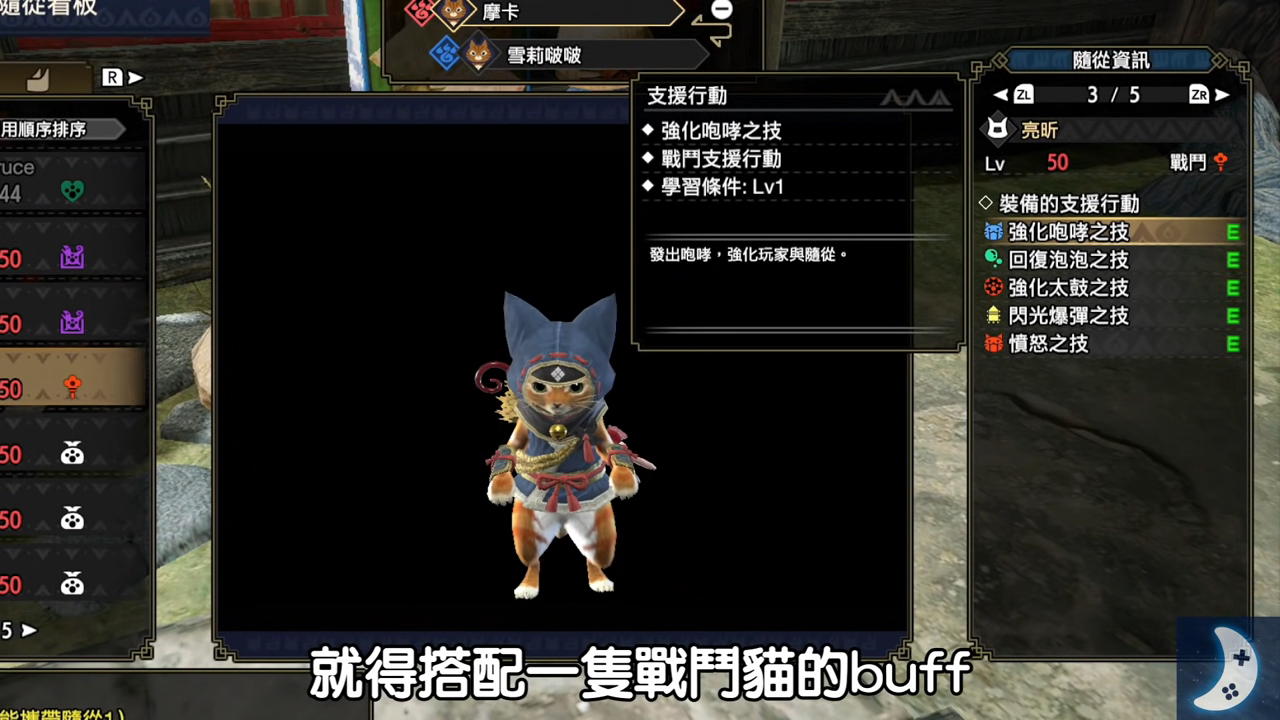 隨從看板
摩卡
雪莉啵啵
R
用順序排序
ruce
44
50
50
50
50
50
50
5
支援行動
強化咆哮之技
戰鬥支援行動
學習條件: Lv1
發出咆哮，強化玩家與隨從。
隨從資訊
ZL 3 / 5 ZR
亮昕
Lv 50 戰鬥
裝備的支援行動
強化咆哮之技 E
回復泡泡之技 E
強化太鼓之技 E
閃光爆彈之技 E
憤怒之技 E
就得搭配一隻戰鬥貓的buff
能攜帶隨從1)